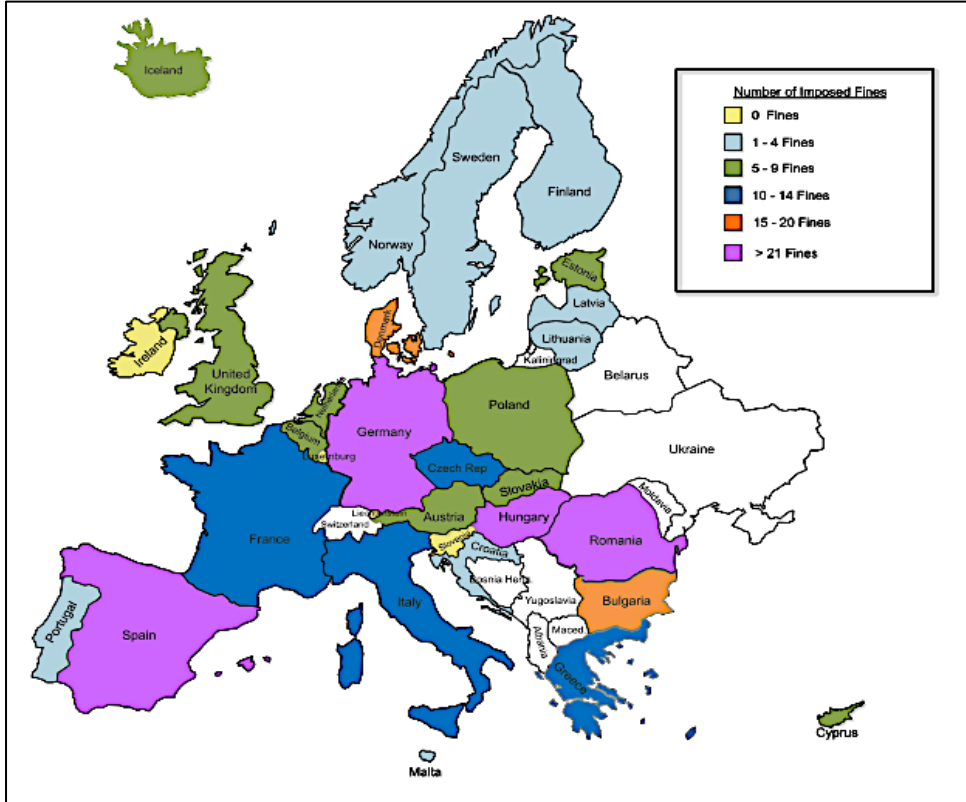 Iceland
Number of Imposed Fines
0 Fines
1 - 4 Fines
5 - 9 Fines
10 - 14 Fines
15 - 20 Fines
> 21 Fines
Sweden
Finland
Norway
Estonia
Latvia
Denmark
Lithuania
Kaliningrad
Belarus
Ireland
United
Kingdom
Netherlands
Poland
Belgium
Germany
Ukraine
Luxemburg
Czech Rep
Slovakia
Moldavia
Switzerland
Austria
Hungary
France
Slovenia
Croatia
Romania
Bosnia Herz.
Italy
Yugoslavia
Bulgaria
Portugal
Spain
Maced.
Greece
Cyprus
Malta